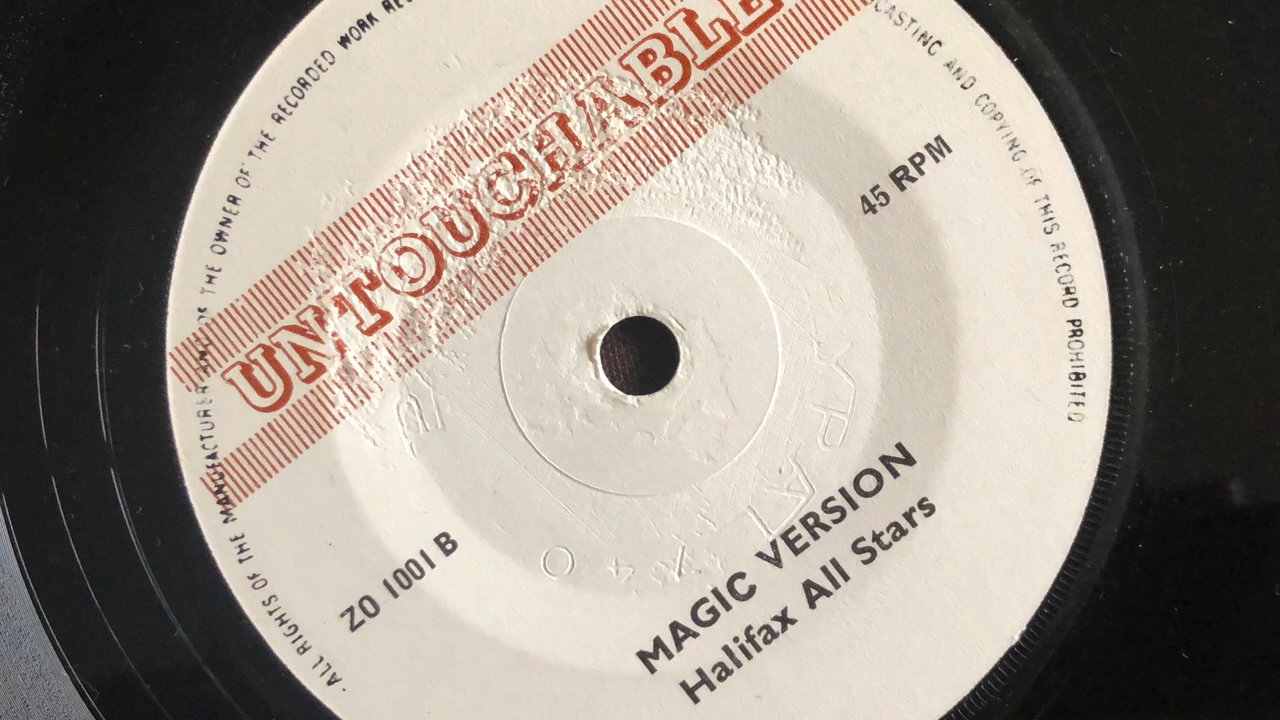 UNTOUCHABLE
45 RPM
ZO 1001 B
MAGIC VERSION
Halifax All Stars
. ALL RIGHTS OF THE MANUFACTURER AND OF THE OWNER OF THE RECORDED WORK
CASTING AND COPYING OF THIS RECORD PROHIBITED